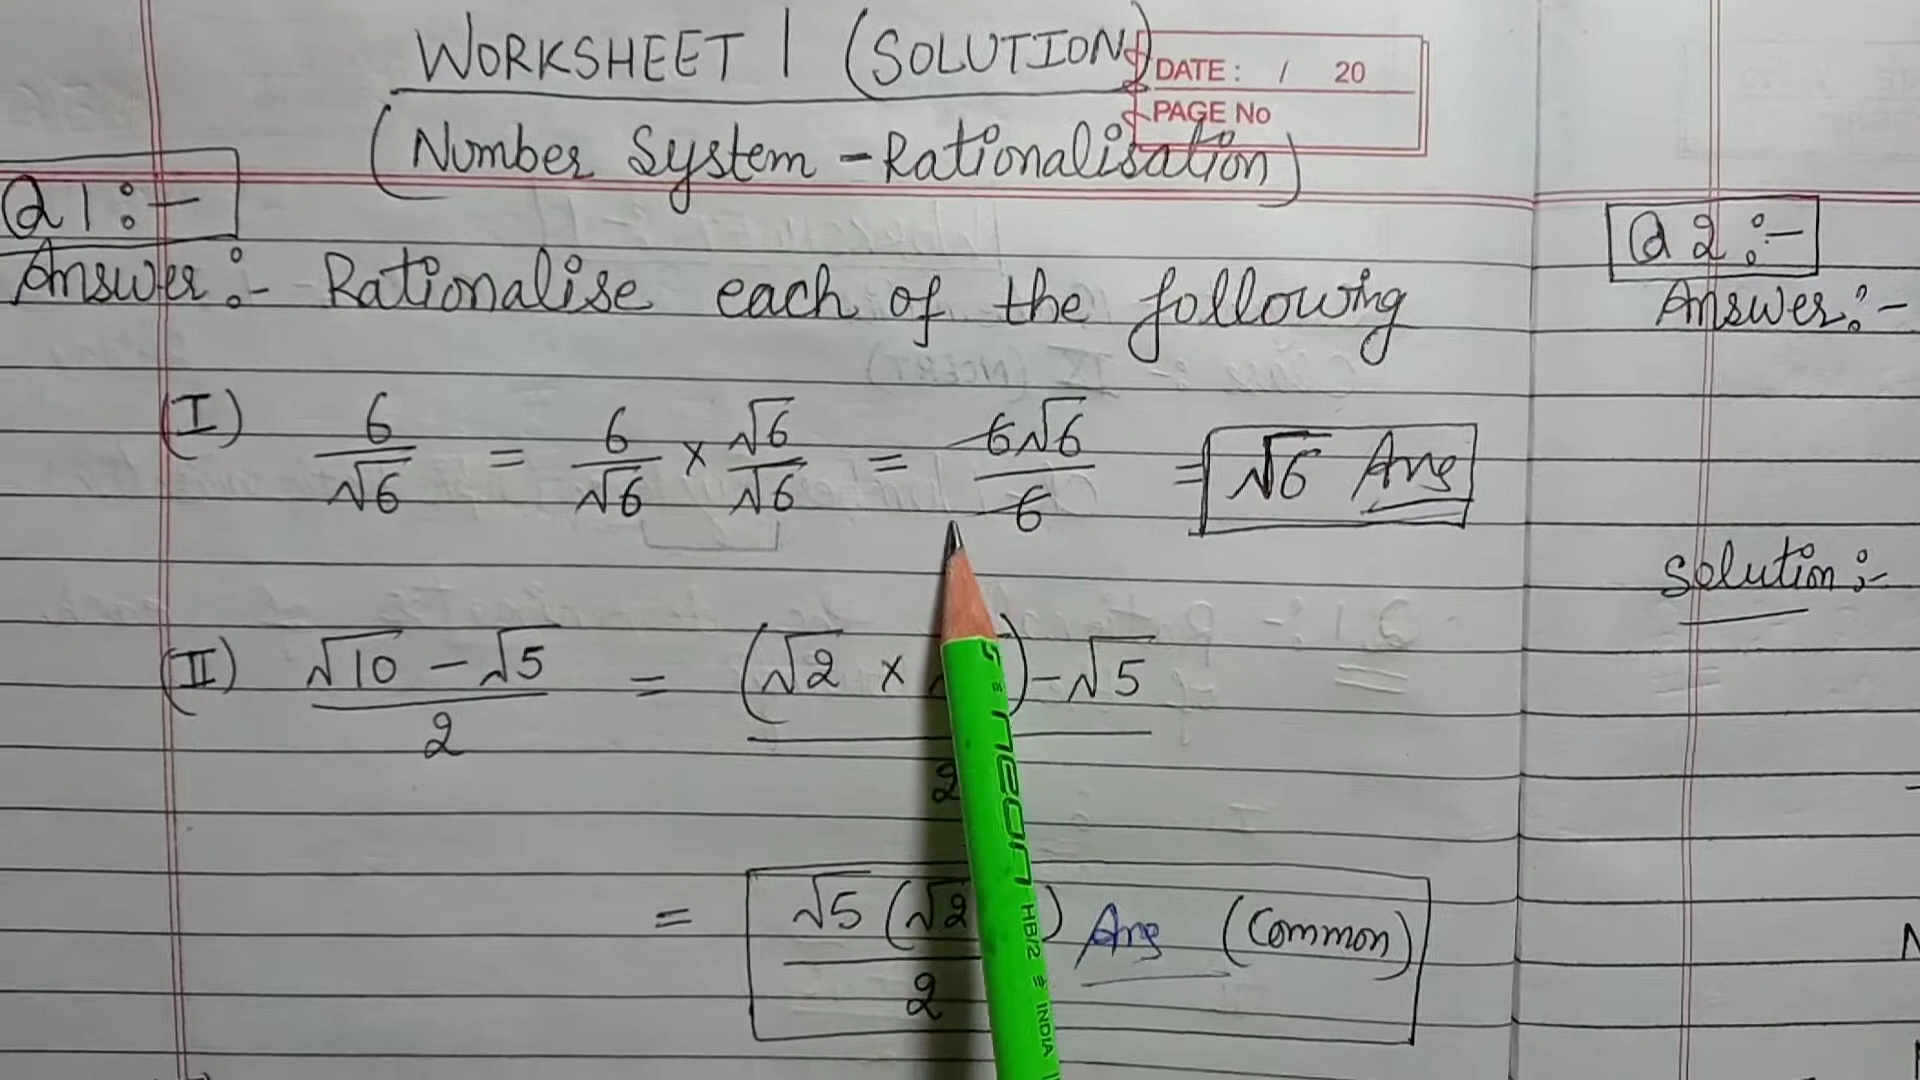 WORKSHEET 1 (SOLUTION)
DATE: / 20
PAGE No
(Number System - Rationalisation)
Q1:-
Answer:- Rationalise each of the following
(I) 6/√6 = 6/√6 × √6/√6 = 6√6/6 = √6 Ans
(II) √10 - √5 / 2 = (√2 × ) - √5 / 2
= √5 (√2 ) / 2 Ans (Common)
Q2:-
Answer:-
Solution:-
neon
HB/2 INDIA